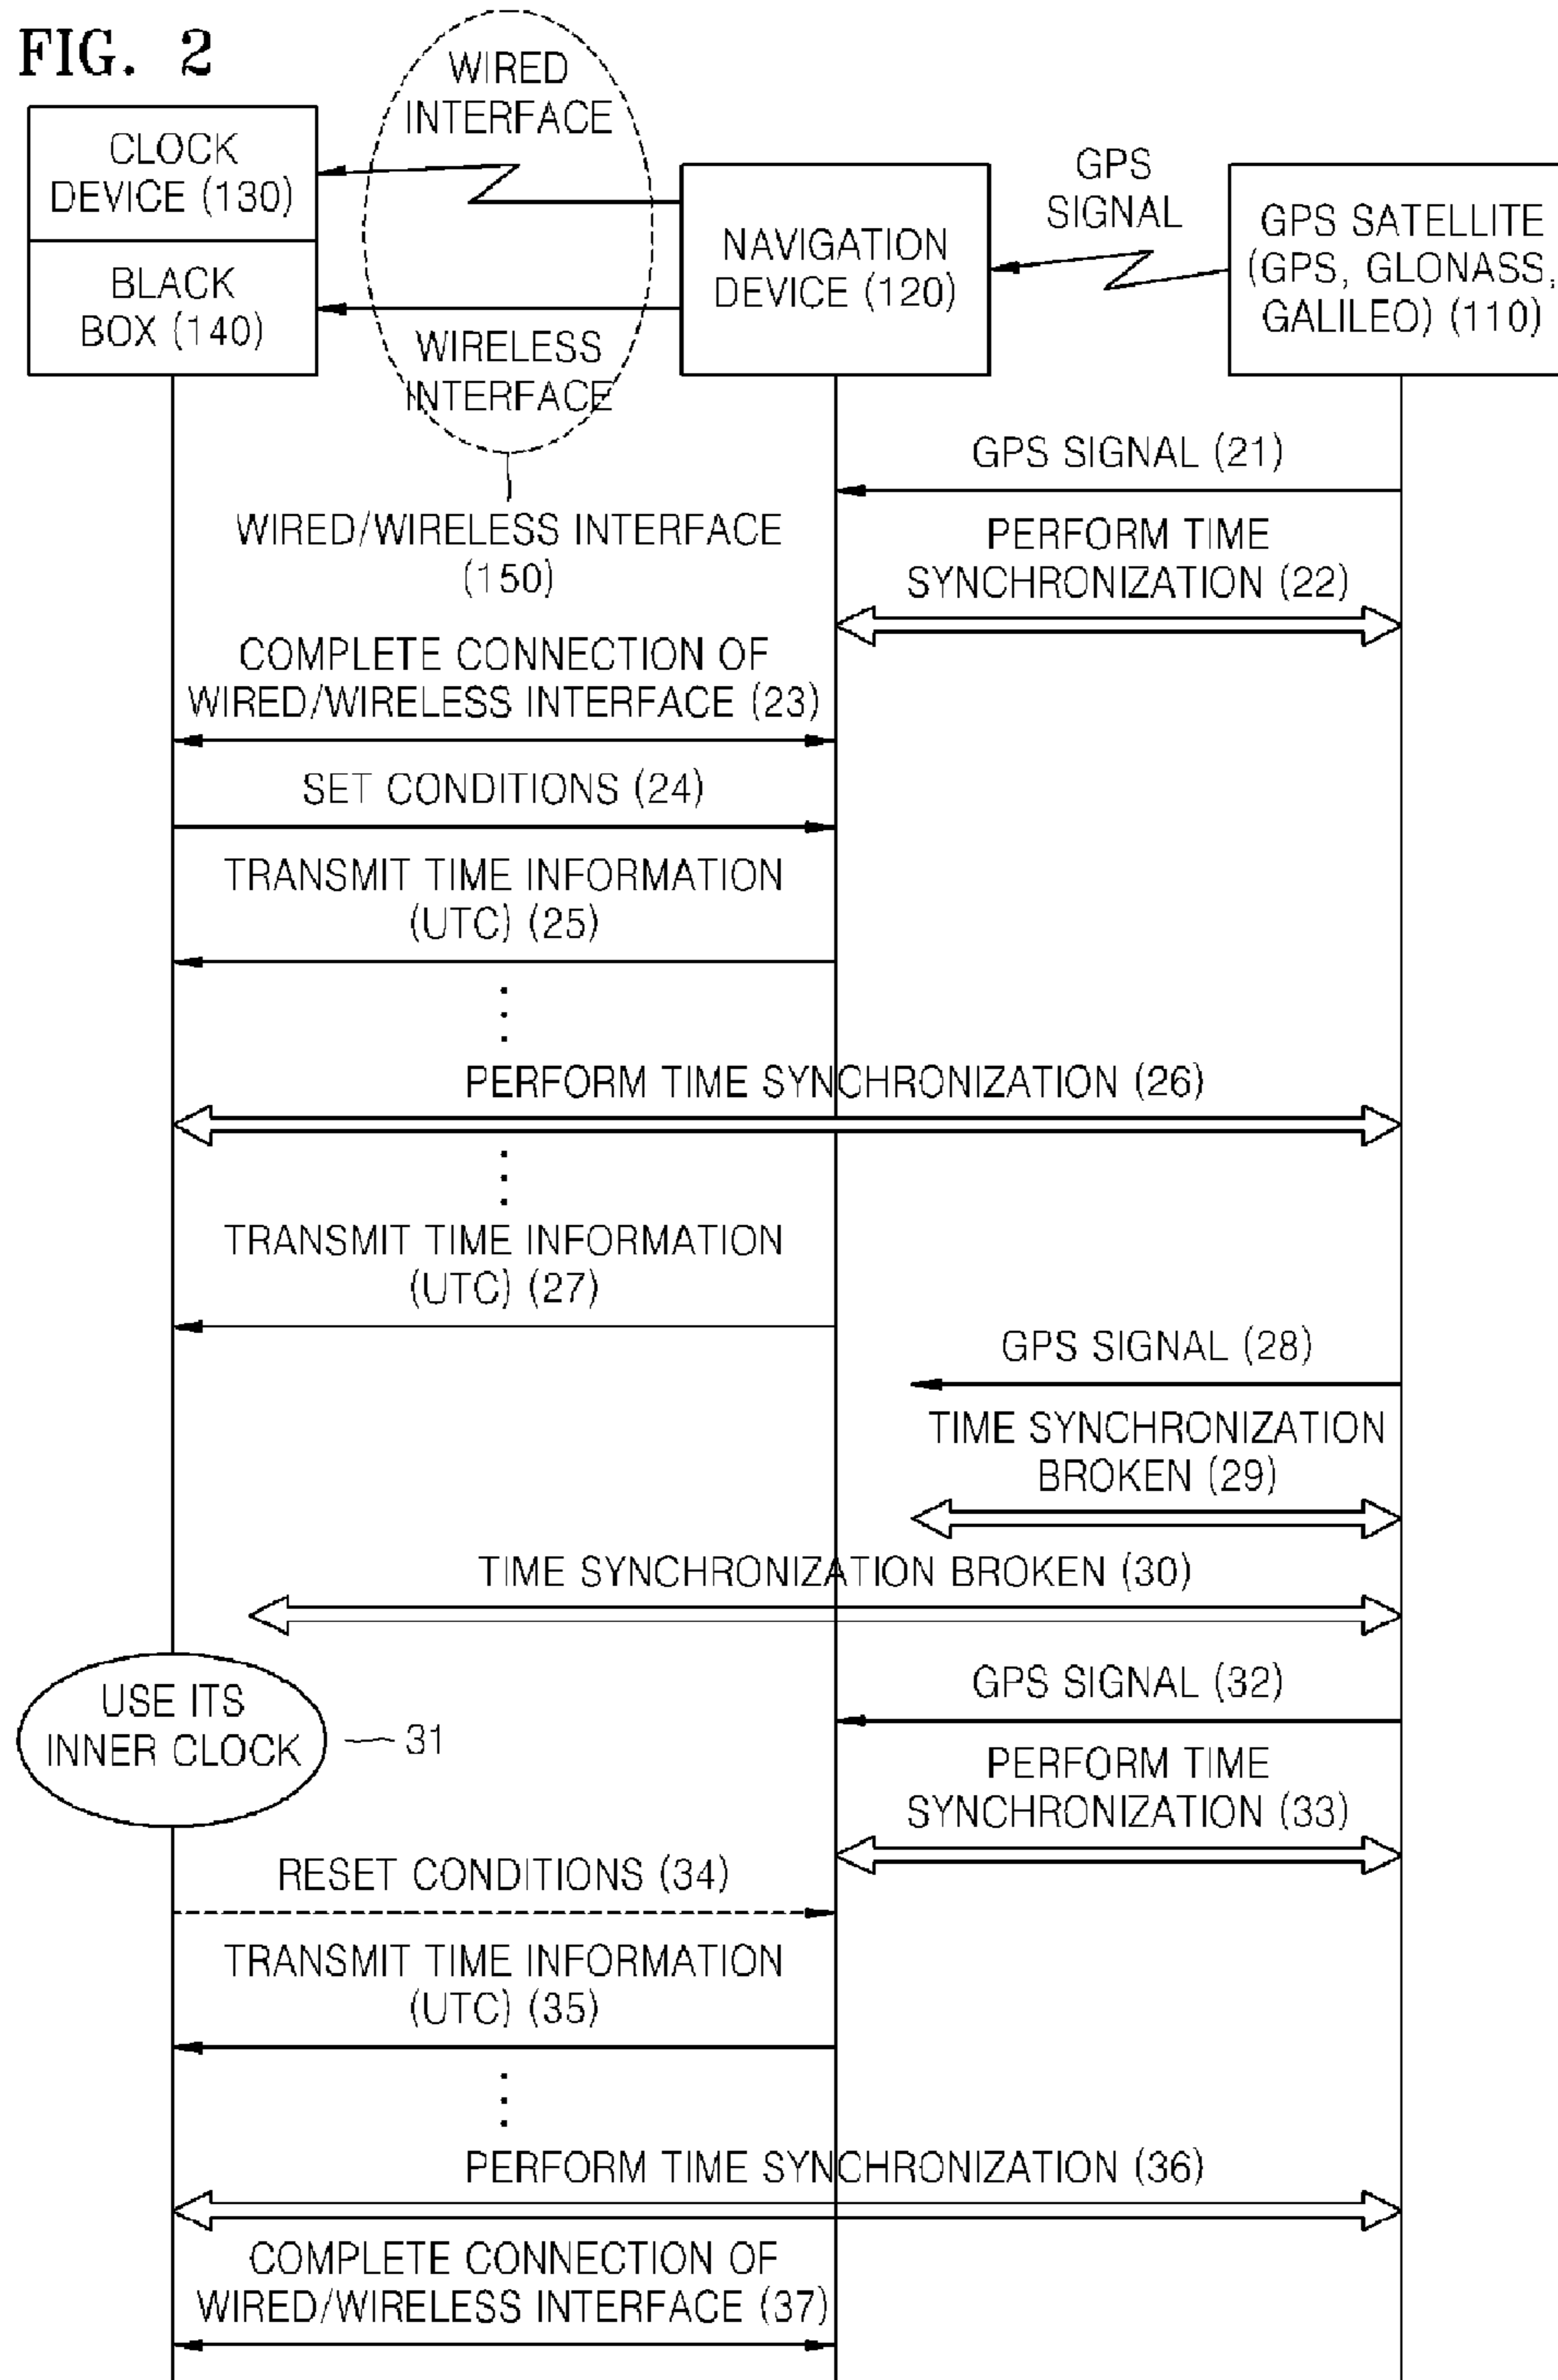 FIG. 2
WIRED
INTERFACE
CLOCK
DEVICE (130)
BLACK
BOX (140)
WIRELESS
INTERFACE
NAVIGATION
DEVICE (120)
GPS
SIGNAL
GPS SATELLITE
(GPS, GLONASS,
GALILEO) (110)
WIRED/WIRELESS INTERFACE
(150)
GPS SIGNAL (21)
PERFORM TIME
SYNCHRONIZATION (22)
COMPLETE CONNECTION OF
WIRED/WIRELESS INTERFACE (23)
SET CONDITIONS (24)
TRANSMIT TIME INFORMATION
(UTC) (25)
PERFORM TIME SYNCHRONIZATION (26)
TRANSMIT TIME INFORMATION
(UTC) (27)
GPS SIGNAL (28)
TIME SYNCHRONIZATION
BROKEN (29)
TIME SYNCHRONIZATION BROKEN (30)
USE ITS
INNER CLOCK
31
GPS SIGNAL (32)
PERFORM TIME
SYNCHRONIZATION (33)
RESET CONDITIONS (34)
TRANSMIT TIME INFORMATION
(UTC) (35)
PERFORM TIME SYNCHRONIZATION (36)
COMPLETE CONNECTION OF
WIRED/WIRELESS INTERFACE (37)